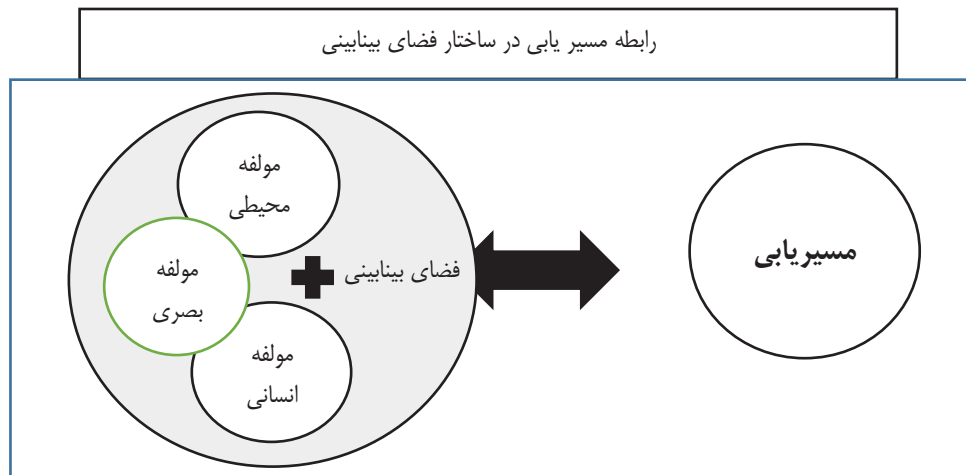 رابطه مسیر یابی در ساختار فضای بینابینی
مولفه
محیطی
مولفه
بصری
مولفه
انسانی
فضای بینابینی
مسیریابی